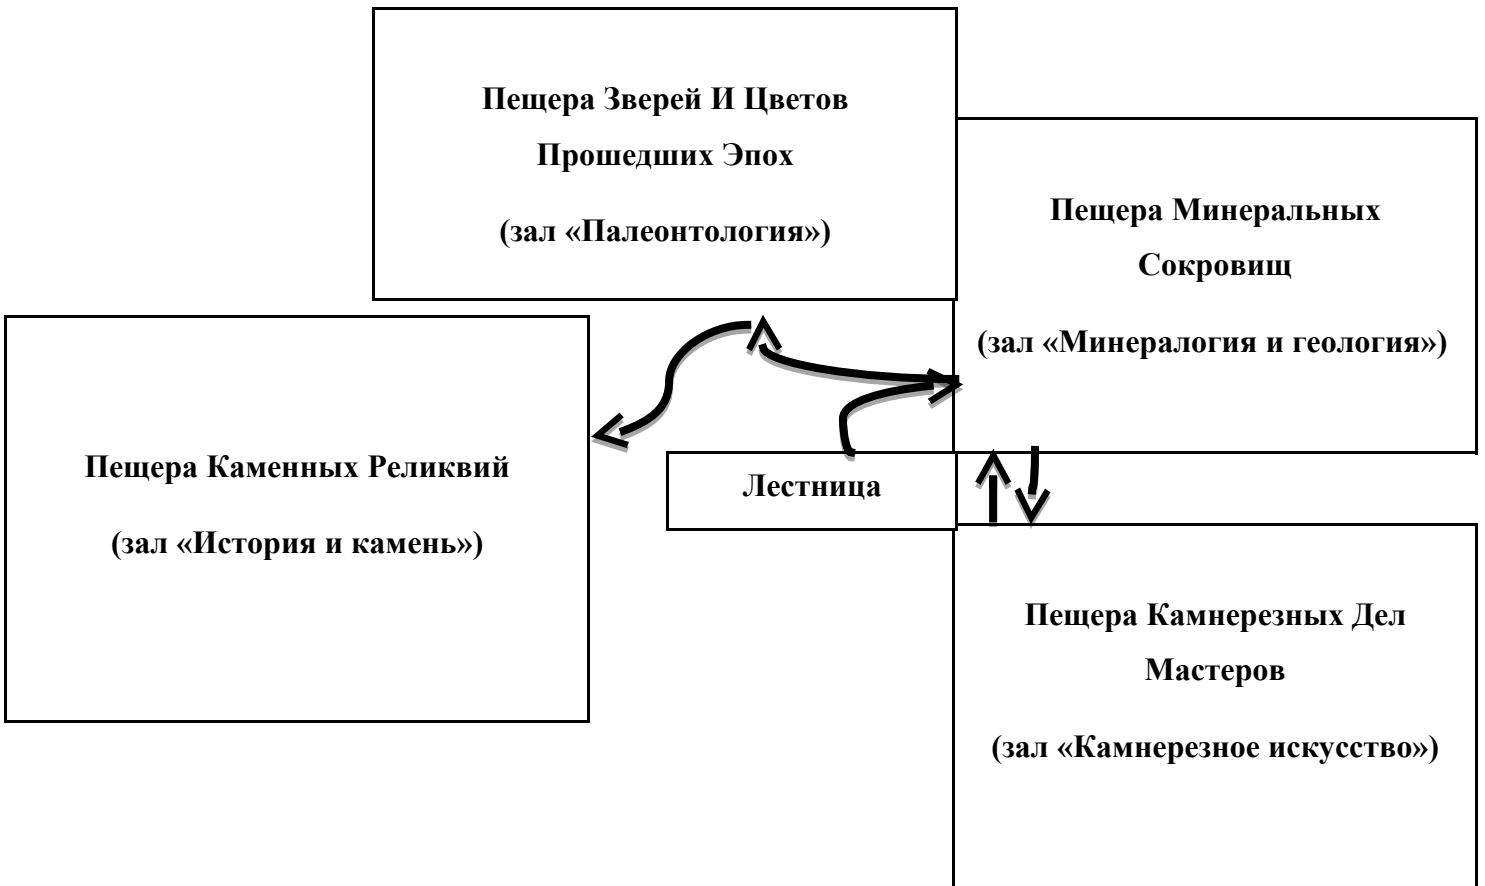 Пещера Зверей И Цветов
Прошедших Эпох
(зал «Палеонтология»)
Пещера Минеральных
Сокровищ
(зал «Минералогия и геология»)
Пещера Каменных Реликвий
(зал «История и камень»)
Лестница
Пещера Камнерезных Дел
Мастеров
(зал «Камнерезное искусство»)